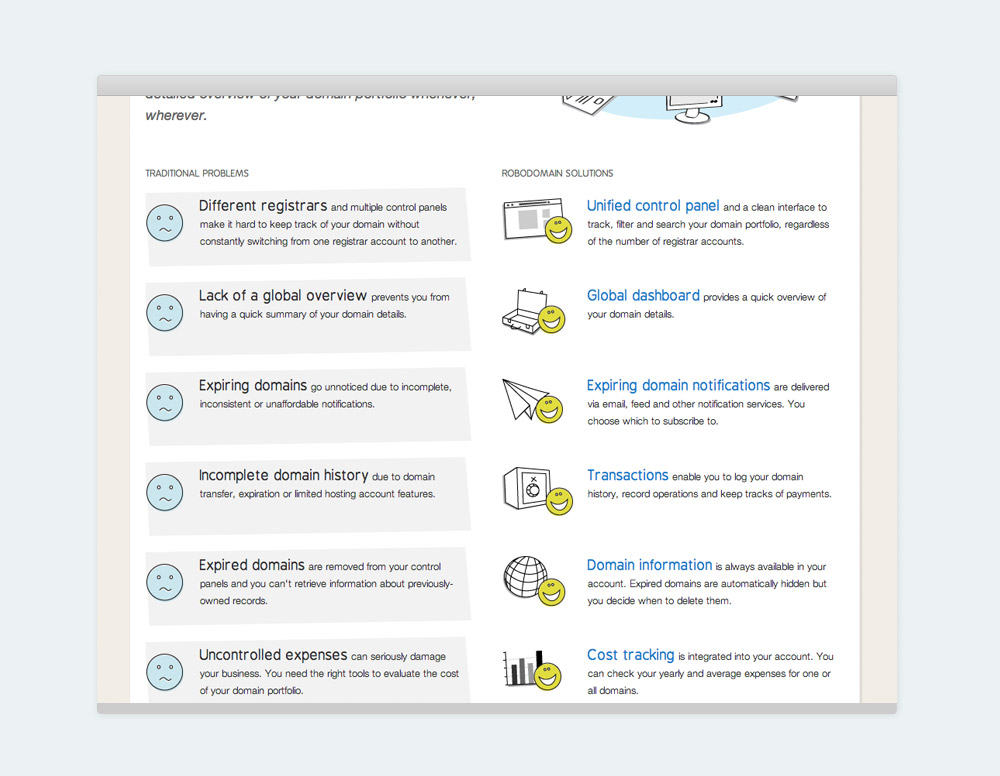 detailed overview of your domain portfolio whenever,
wherever.
TRADITIONAL PROBLEMS
Different registrars and multiple control panels
make it hard to keep track of your domain without
constantly switching from one registrar account to another.
Lack of a global overview prevents you from
having a quick summary of your domain details.
Expiring domains go unnoticed due to incomplete,
inconsistent or unaffordable notifications.
Incomplete domain history due to domain
transfer, expiration or limited hosting account features.
Expired domains are removed from your control
panels and you can't retrieve information about previously-
owned records.
Uncontrolled expenses can seriously damage
your business. You need the right tools to evaluate the cost
of your domain portfolio.
ROBODOMAIN SOLUTIONS
Unified control panel and a clean interface to
track, filter and search your domain portfolio, regardless
of the number of registrar accounts.
Global dashboard provides a quick overview of
your domain details.
Expiring domain notifications are delivered
via email, feed and other notification services. You
choose which to subscribe to.
Transactions enable you to log your domain
history, record operations and keep tracks of payments.
Domain information is always available in your
account. Expired domains are automatically hidden but
you decide when to delete them.
Cost tracking is integrated into your account. You
can check your yearly and average expenses for one or
all domains.